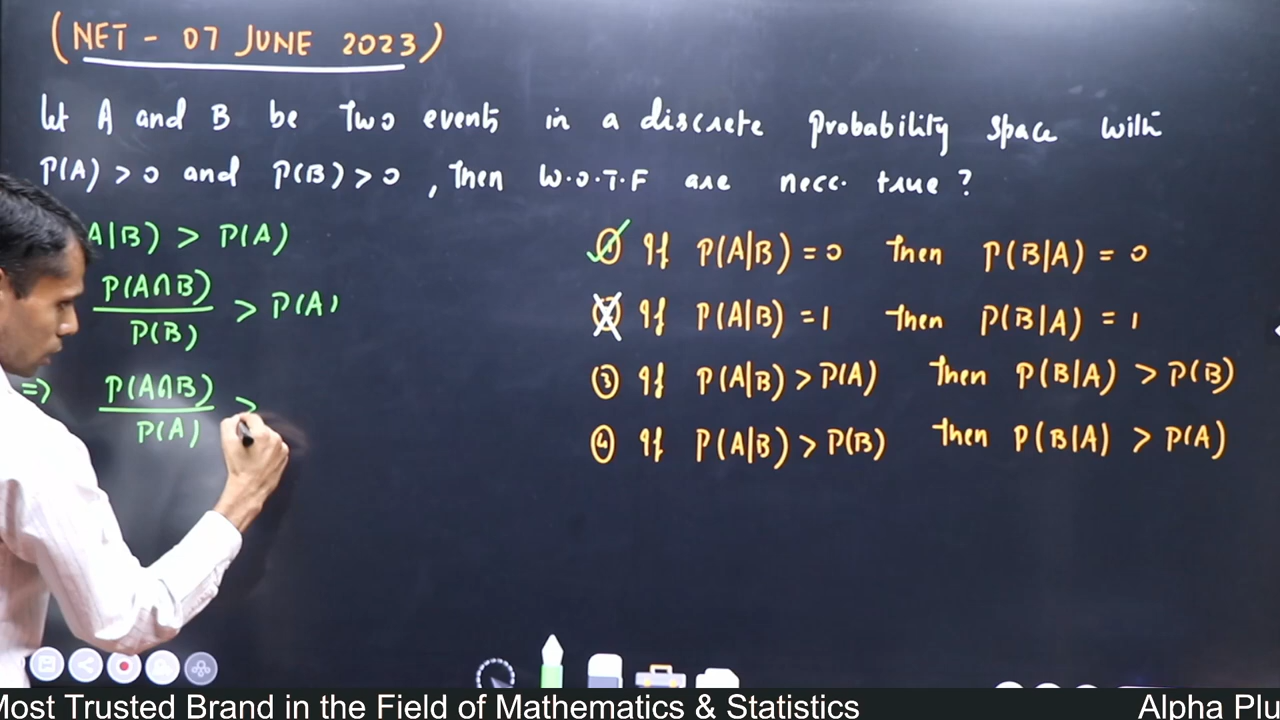 (NET - 07 JUNE 2023)
let A and B be Two events in a discrete probability space with
P(A) > 0 and P(B) > 0 , then W.O.T.F are necc. true ?
A|B) > P(A)
P(A∩B)
P(B)
> P(A)
=> P(A∩B)
P(A)
>
① If P(A|B) = 0 then P(B|A) = 0
If P(A|B) = 1 then P(B|A) = 1
③ If P(A|B) > P(A) then P(B|A) > P(B)
④ If P(A|B) > P(B) then P(B|A) > P(A)
Most Trusted Brand in the Field of Mathematics & Statistics Alpha Plu